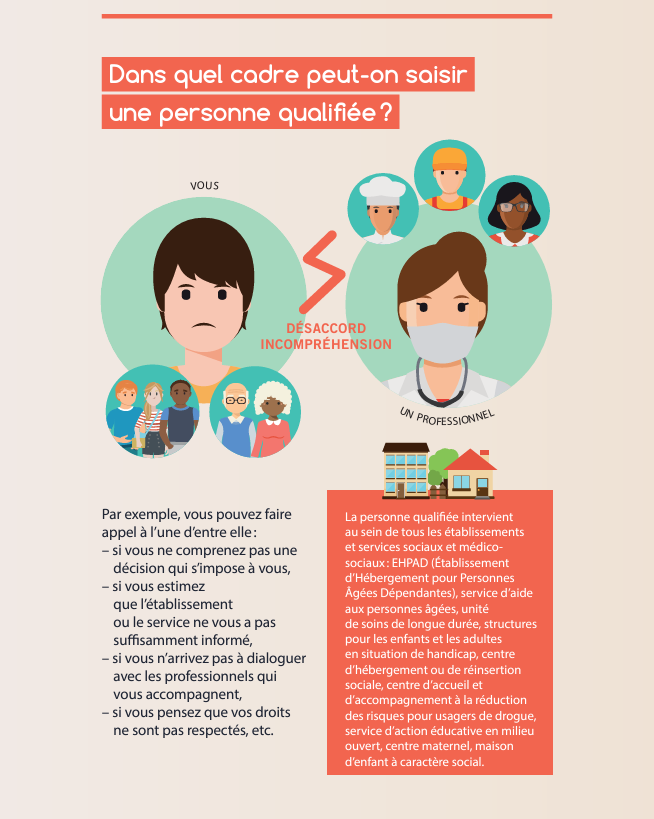 Dans quel cadre peut-on saisir
une personne qualifiée ?
VOUS
DÉSACCORD
INCOMPRÉHENSION
UN PROFESSIONNEL
Par exemple, vous pouvez faire
appel à l’une d’entre elle :
– si vous ne comprenez pas une
décision qui s’impose à vous,
– si vous estimez
que l’établissement
ou le service ne vous a pas
suffisamment informé,
– si vous n’arrivez pas à dialoguer
avec les professionnels qui
vous accompagnent,
– si vous pensez que vos droits
ne sont pas respectés, etc.
La personne qualifiée intervient
au sein de tous les établissements
et services sociaux et médico-
sociaux : EHPAD (Établissement
d’Hébergement pour Personnes
Âgées Dépendantes), service d’aide
aux personnes âgées, unité
de soins de longue durée, structures
pour les enfants et les adultes
en situation de handicap, centre
d’hébergement ou de réinsertion
sociale, centre d’accueil et
d’accompagnement à la réduction
des risques pour usagers de drogue,
service d’action éducative en milieu
ouvert, centre maternel, maison
d’enfant à caractère social.